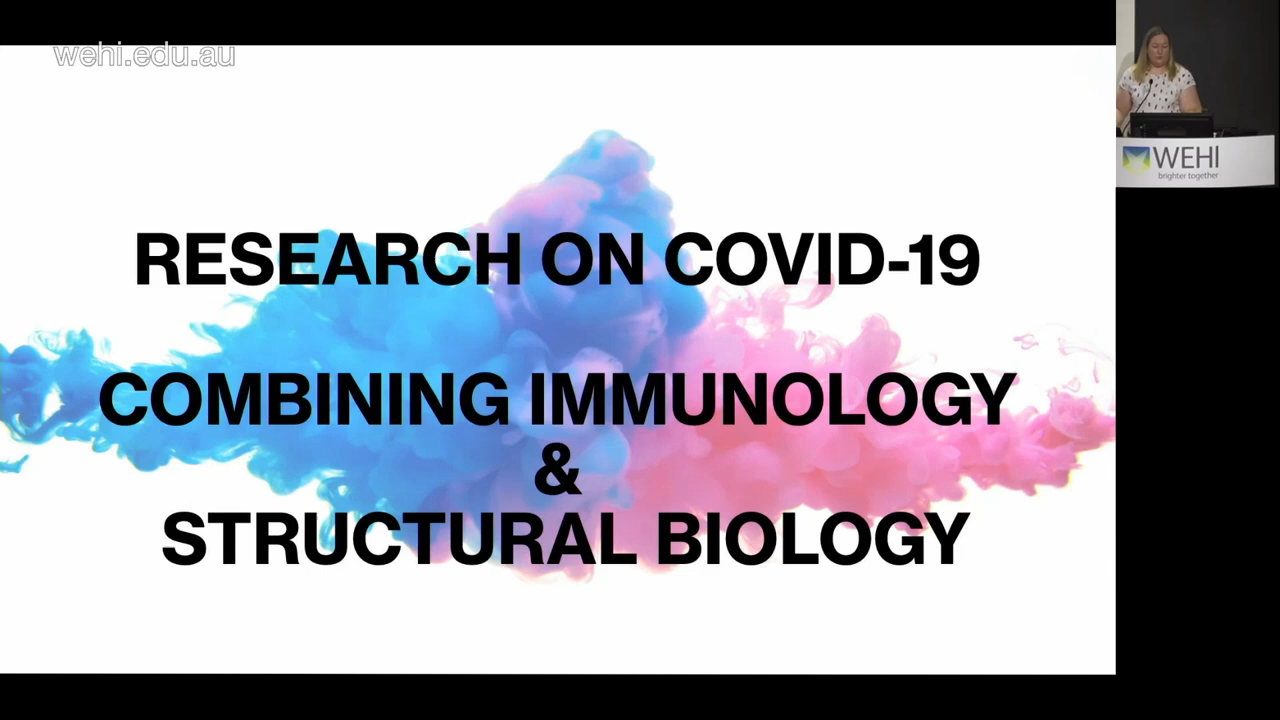 wehi.edu.au
RESEARCH ON COVID-19
COMBINING IMMUNOLOGY
&
STRUCTURAL BIOLOGY
WEHI
brighter together